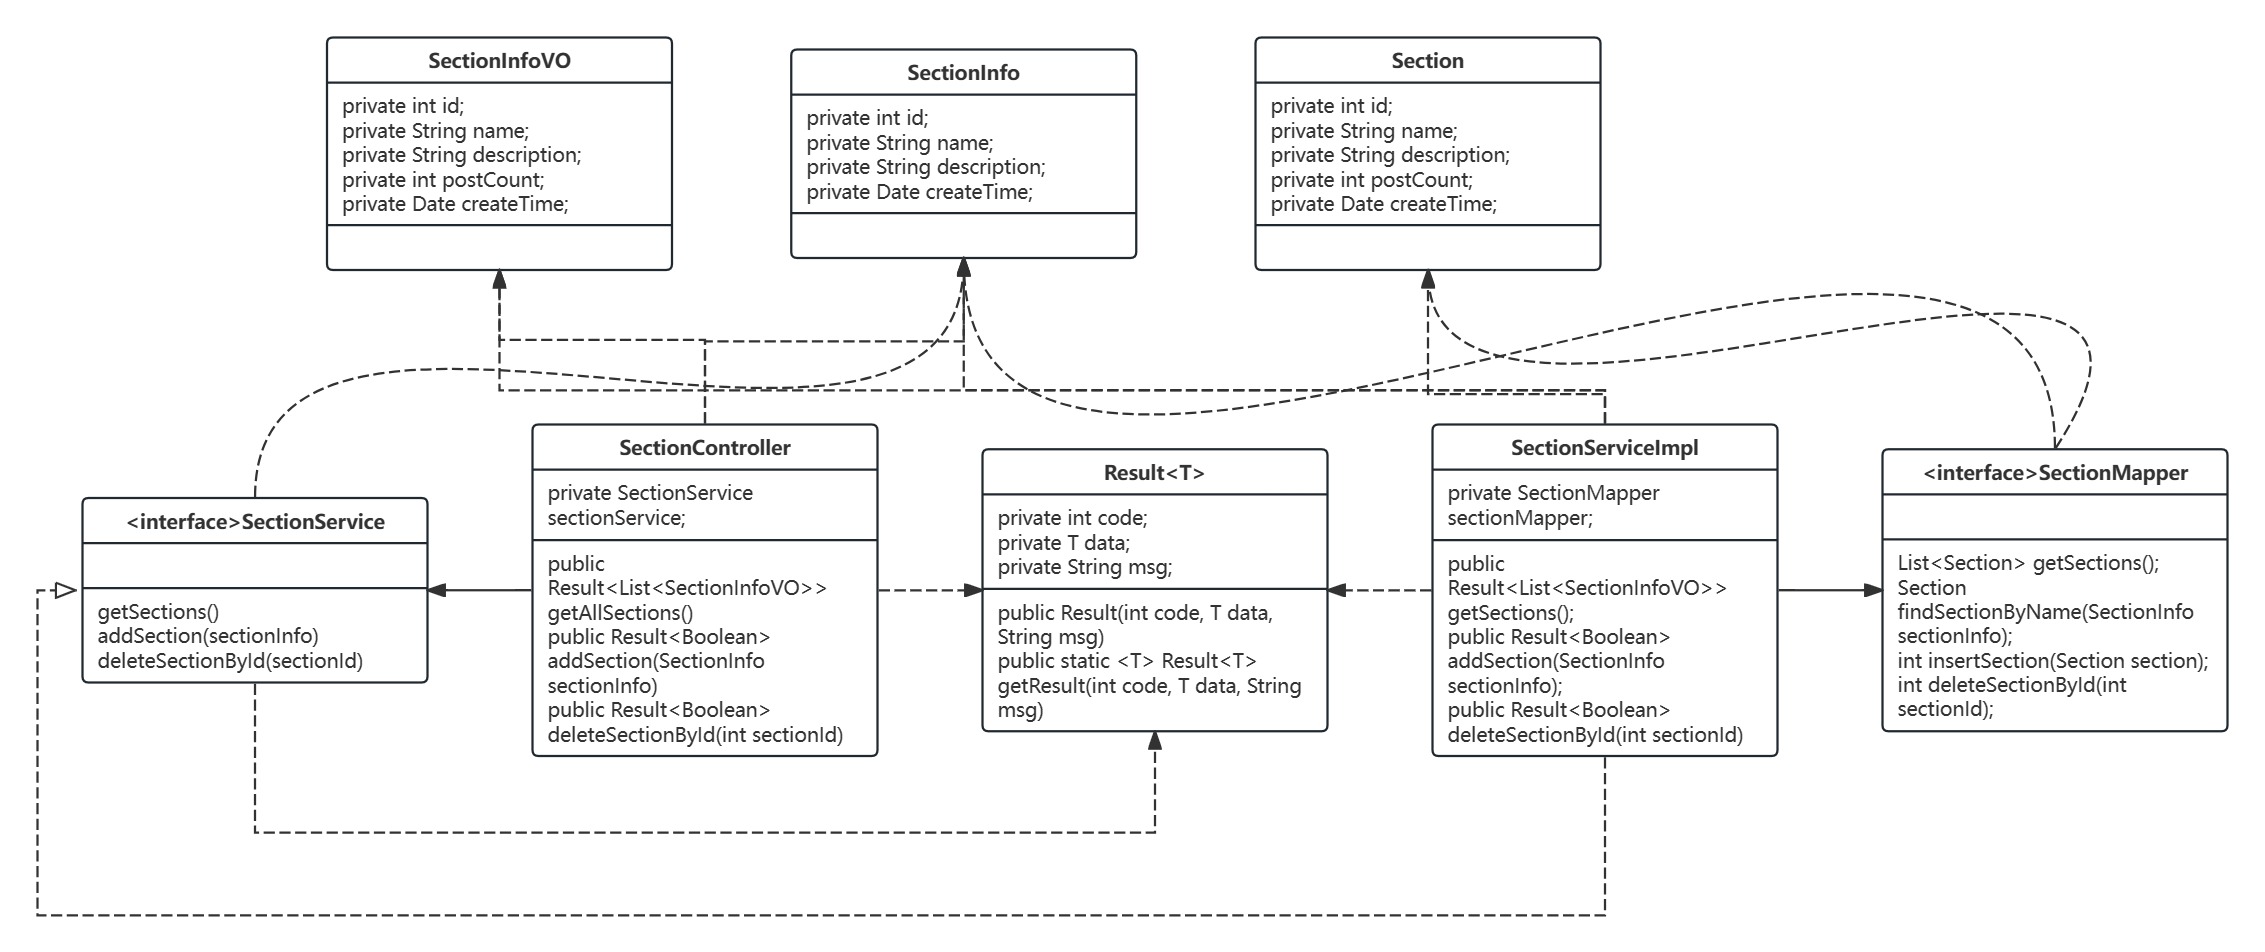 SectionInfoVO
private int id;
private String name;
private String description;
private int postCount;
private Date createTime;
SectionInfo
private int id;
private String name;
private String description;
private Date createTime;
Section
private int id;
private String name;
private String description;
private int postCount;
private Date createTime;
<interface>SectionService
getSections()
addSection(sectionInfo)
deleteSectionById(sectionId)
SectionController
private SectionService
sectionService;
public
Result<List<SectionInfoVO>>
getAllSections()
public Result<Boolean>
addSection(SectionInfo
sectionInfo)
public Result<Boolean>
deleteSectionById(int sectionId)
Result<T>
private int code;
private T data;
private String msg;
public Result(int code, T data,
String msg)
public static <T> Result<T>
getResult(int code, T data, String
msg)
SectionServiceImpl
private SectionMapper
sectionMapper;
public
Result<List<SectionInfoVO>>
getSections();
public Result<Boolean>
addSection(SectionInfo
sectionInfo);
public Result<Boolean>
deleteSectionById(int sectionId)
<interface>SectionMapper
List<Section> getSections();
Section
findSectionByName(SectionInfo
sectionInfo);
int insertSection(Section section);
int deleteSectionById(int
sectionId);